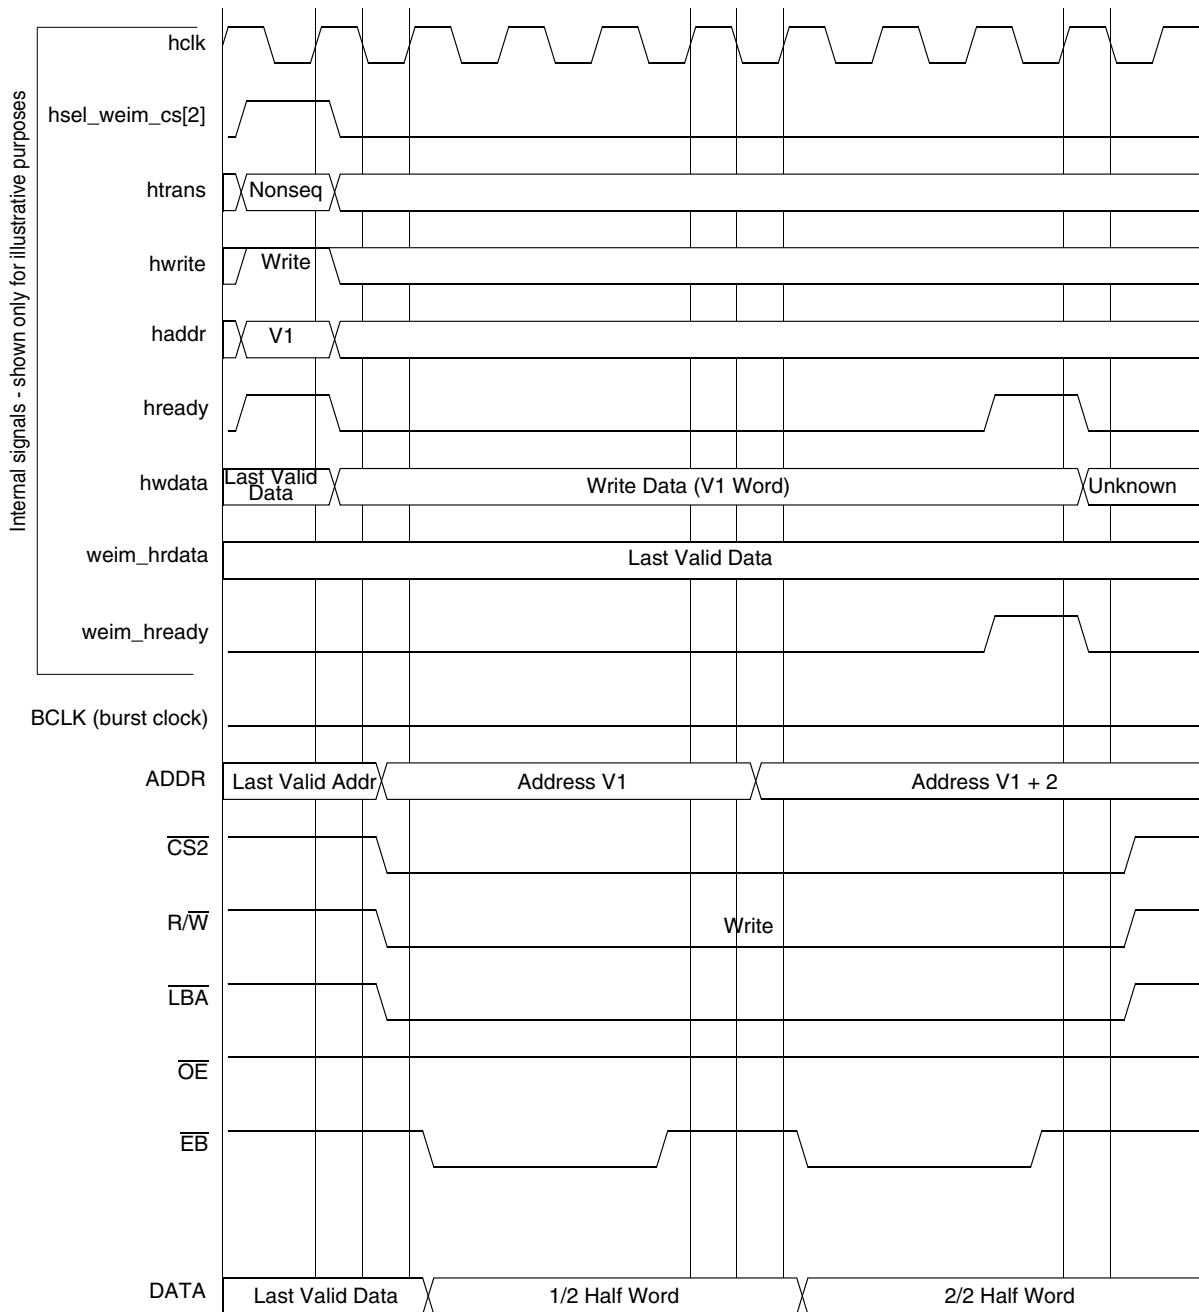 Internal signals - shown only for illustrative purposes
hclk
hsel_weim_cs[2]
htrans
Nonseq
hwrite
Write
haddr
V1
hready
hwdata
Last Valid
Data
Write Data (V1 Word)
Unknown
weim_hrdata
Last Valid Data
weim_hready
BCLK (burst clock)
ADDR
Last Valid Addr
Address V1
Address V1 + 2
CS2
R/W
Write
LBA
OE
EB
DATA
Last Valid Data
1/2 Half Word
2/2 Half Word